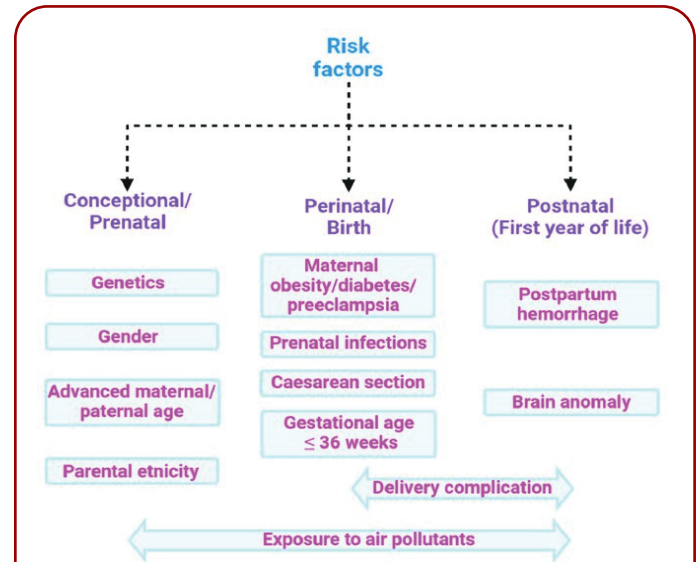 Risk
factors
Conceptional/
Prenatal
Genetics
Gender
Advanced maternal/
paternal age
Parental etnicity
Perinatal/
Birth
Maternal
obesity/diabetes/
preeclampsia
Prenatal infections
Caesarean section
Gestational age
≤ 36 weeks
Postnatal
(First year of life)
Postpartum
hemorrhage
Brain anomaly
Delivery complication
Exposure to air pollutants